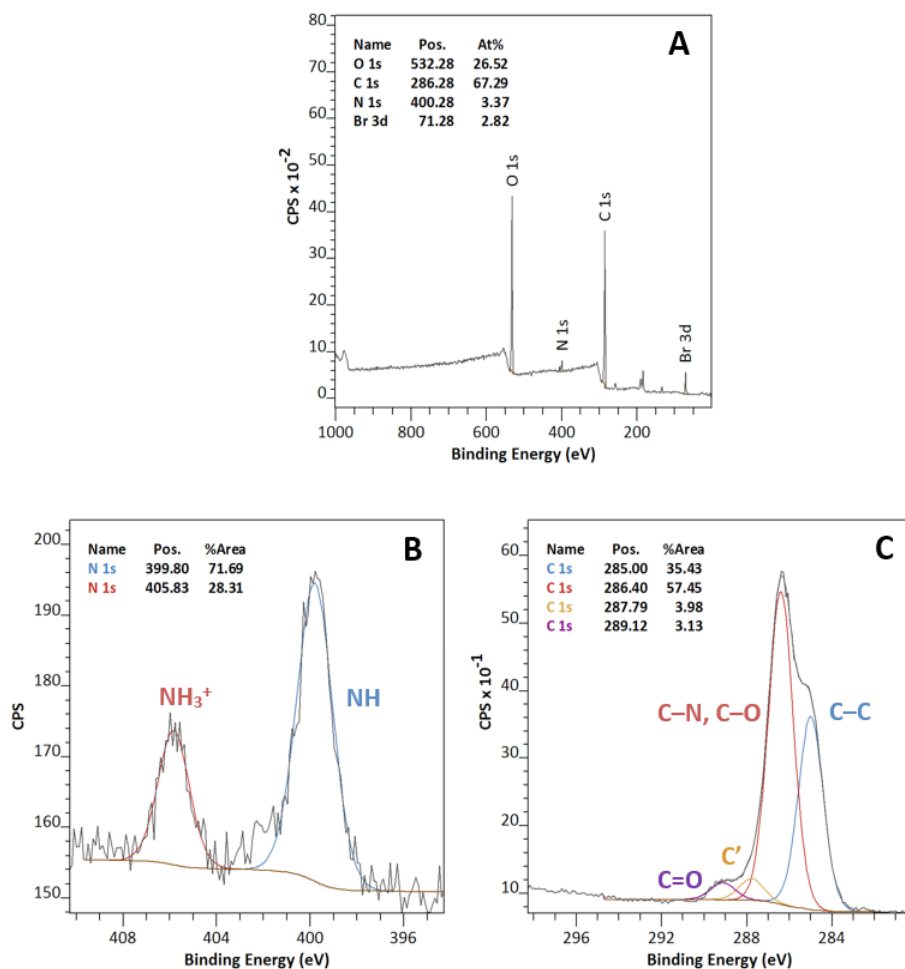 A
Name Pos. At%
O 1s 532.28 26.52
C 1s 286.28 67.29
N 1s 400.28 3.37
Br 3d 71.28 2.82
80
70
60
50
40
30
20
10
0
CPS x 10⁻²
O 1s
N 1s
C 1s
Br 3d
1000 800 600 400 200
Binding Energy (eV)
B
Name Pos. %Area
N 1s 399.80 71.69
N 1s 405.83 28.31
200
190
180
170
160
150
CPS
NH₃⁺
NH
408 404 400 396
Binding Energy (eV)
C
Name Pos. %Area
C 1s 285.00 35.43
C 1s 286.40 57.45
C 1s 287.79 3.98
C 1s 289.12 3.13
60
50
40
30
20
10
CPS x 10⁻¹
C–N, C–O
C–C
C'
C=O
296 292 288 284
Binding Energy (eV)